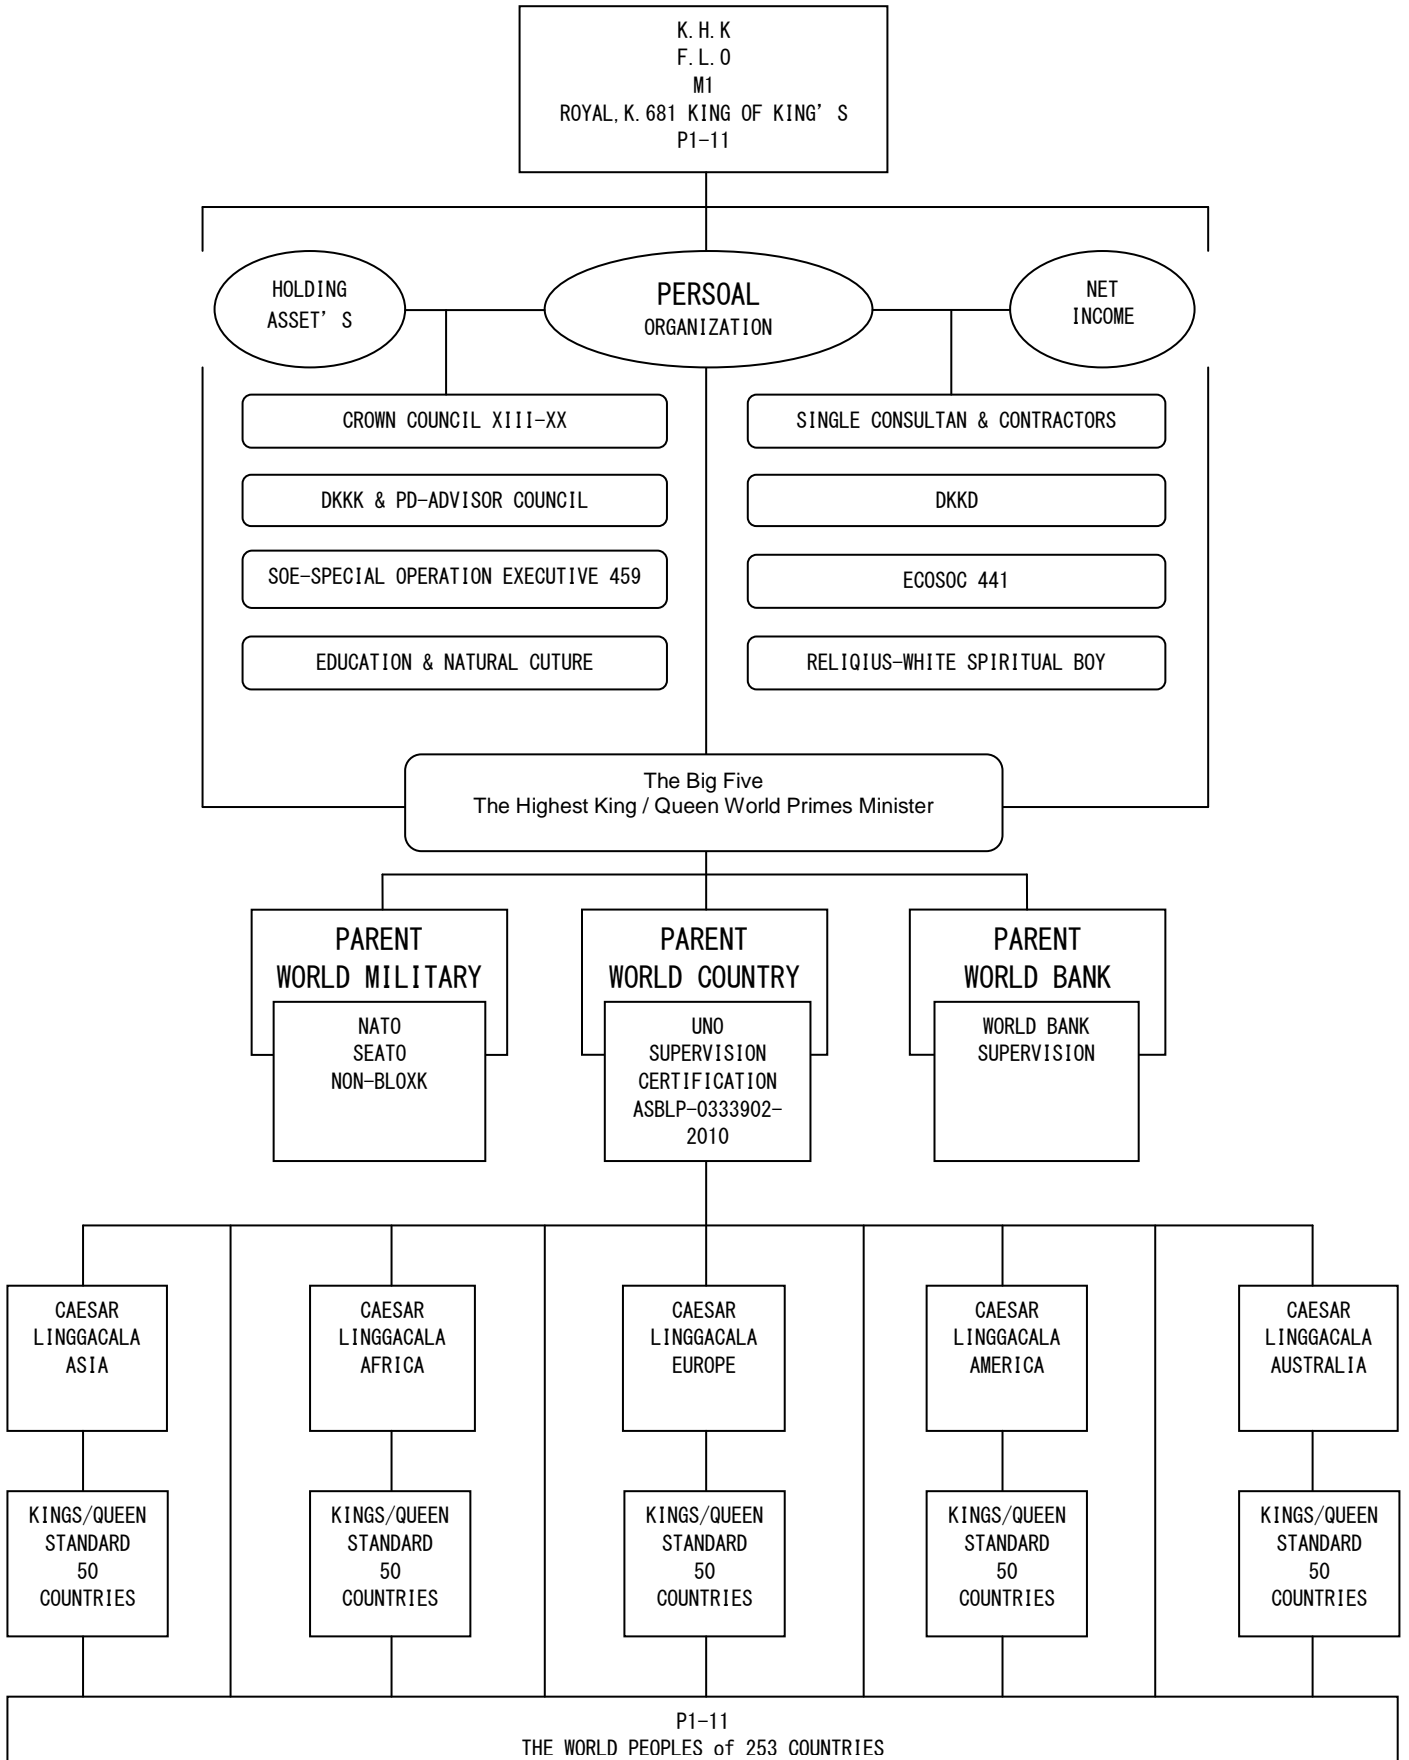 K.H.K
F.L.O
M1
ROYAL,K.681 KING OF KING’S
P1-11
HOLDING
ASSET’S
PERSOAL
ORGANIZATION
NET
INCOME
CROWN COUNCIL XIII-XX
SINGLE CONSULTAN & CONTRACTORS
DKKK & PD-ADVISOR COUNCIL
DKKD
SOE-SPECIAL OPERATION EXECUTIVE 459
ECOSOC 441
EDUCATION & NATURAL CUTURE
RELIQIUS-WHITE SPIRITUAL BOY
The Big Five
The Highest King / Queen World Primes Minister
PARENT
WORLD MILITARY
NATO
SEATO
NON-BLOXK
PARENT
WORLD COUNTRY
UNO
SUPERVISION
CERTIFICATION
ASBLP-0333902-
2010
PARENT
WORLD BANK
WORLD BANK
SUPERVISION
CAESAR
LINGGACALA
ASIA
CAESAR
LINGGACALA
AFRICA
CAESAR
LINGGACALA
EUROPE
CAESAR
LINGGACALA
AMERICA
CAESAR
LINGGACALA
AUSTRALIA
KINGS/QUEEN
STANDARD
50
COUNTRIES
KINGS/QUEEN
STANDARD
50
COUNTRIES
KINGS/QUEEN
STANDARD
50
COUNTRIES
KINGS/QUEEN
STANDARD
50
COUNTRIES
KINGS/QUEEN
STANDARD
50
COUNTRIES
P1-11
THE WORLD PEOPLES of 253 COUNTRIES